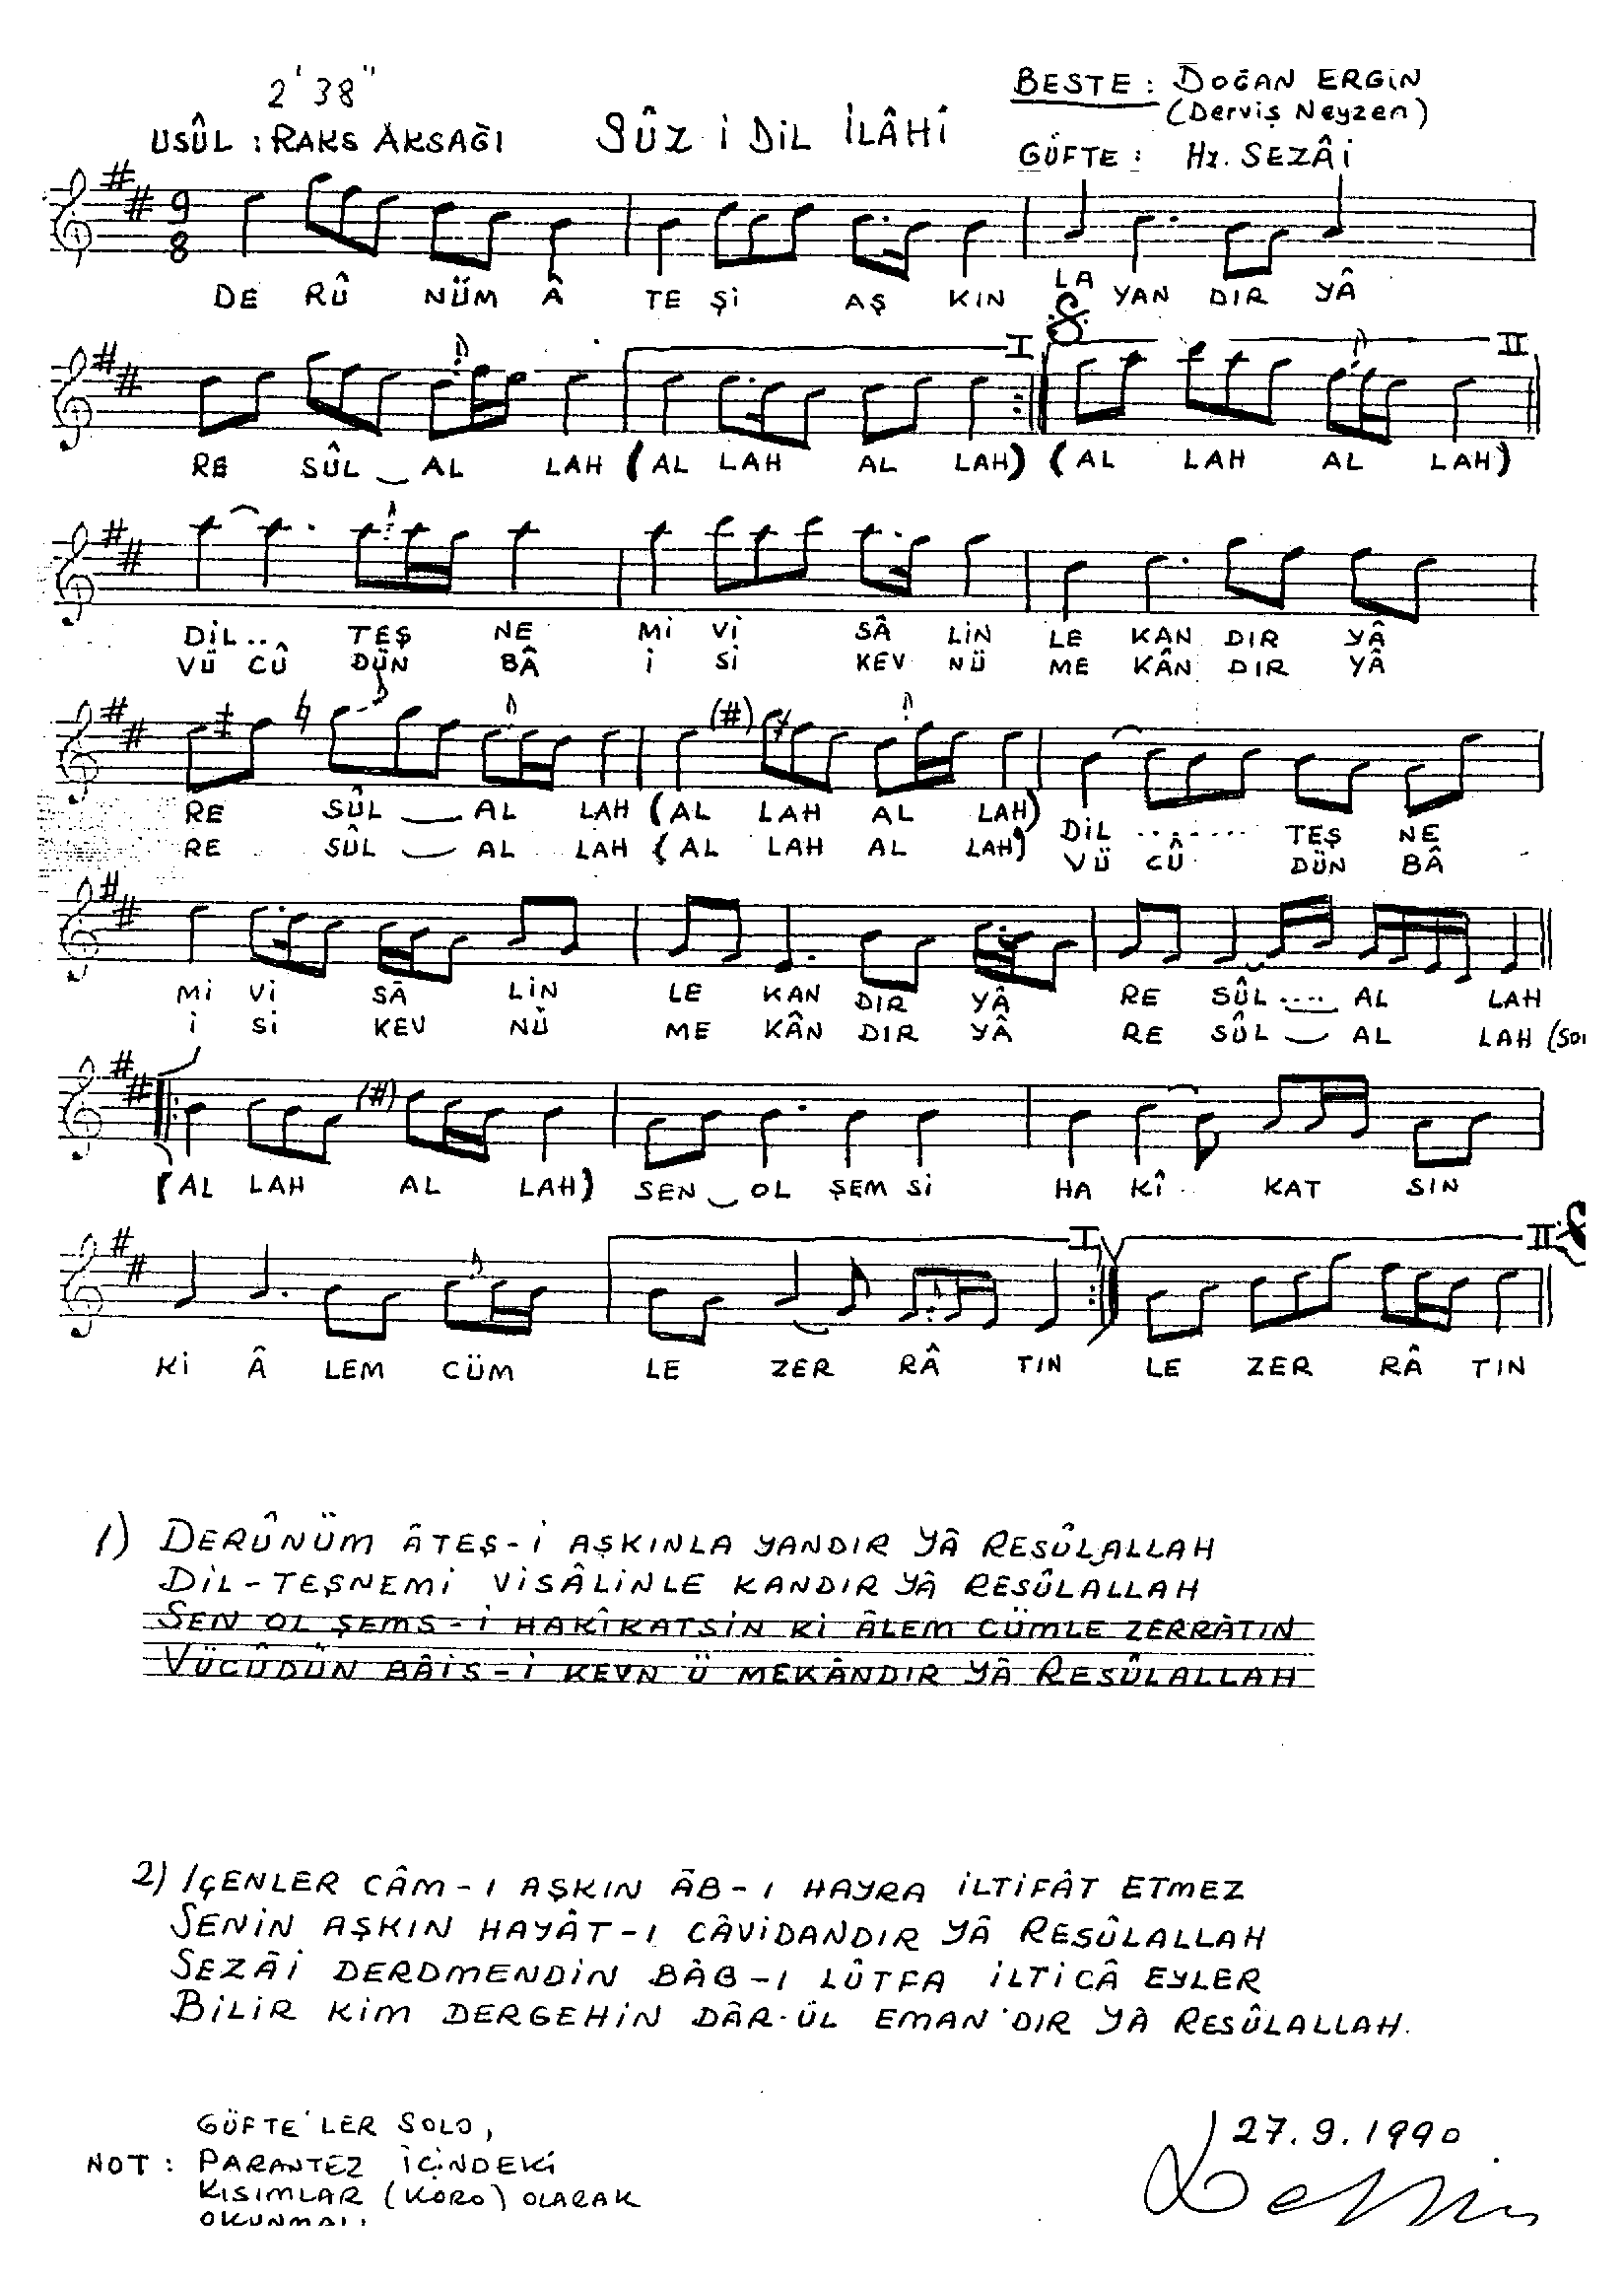 2' 38"
BESTE : DOĞAN ERGİN
(Derviş Neyzen)
USÛL : RAKS AKSAĞI
SÛZ İ DİL İLÂHİ
GÜFTE : Hz. SEZÂİ
9
8
DE RÛ NÜM Â TE Şİ AŞ KIN LA YAN DIR YÂ
I II
RE SÛL AL LAH (AL LAH AL LAH) (AL LAH AL LAH)
DİL.. TEŞ NE Mİ Vİ SÂ LİN LE KAN DIR YÂ
VÜ CÛ DÜN BÂ İ Sİ KEV NÜ ME KÂN DIR YÂ
(#)
RE SÛL AL LAH (AL LAH AL LAH) DİL ........ TEŞ NE
RE SÛL AL LAH (AL LAH AL LAH) VÜ CÛ DÜN BÂ
Mİ Vİ SÂ LİN LE KAN DIR YÂ RE SÛL .... AL LAH
İ Sİ KEV NÜ ME KÂN DIR YÂ RE SÛL AL LAH (SON
(#)
(AL LAH AL LAH) SEN OL ŞEM Sİ HA KÎ.. KAT SIN
I II
Kİ Â LEM CÜM LE ZER RÂ TIN LE ZER RÂ TIN
1) DERÛNÜM ÂTEŞ-İ AŞKINLA YANDIR YÂ RESÛLALLAH
DİL-TEŞNEMİ VİSÂLİNLE KANDIR YÂ RESÛLALLAH
SEN OL ŞEMS-İ HAKÎKATSİN Kİ ÂLEM CÜMLE ZERRÂTIN
VÜCÛDÜN BÂİS-İ KEVN Ü MEKÂNDIR YÂ RESÛLALLAH
2) İÇENLER CÂM-I AŞKIN ÂB-I HAYRA İLTİFÂT ETMEZ
SENİN AŞKIN HAYÂT-I CÂVİDANDIR YÂ RESÛLALLAH
SEZÂİ DERDMENDİN BÂB-I LÛTFA İLTİCÂ EYLER
BİLİR KİM DERGEHİN DÂR-ÜL EMAN'DIR YÂ RESÛLALLAH.
GÜFTE'LER SOLO,
NOT : PARANTEZ İÇİNDEKİ
KISIMLAR (KORO) OLARAK
OKUNMALI
27.9.1990